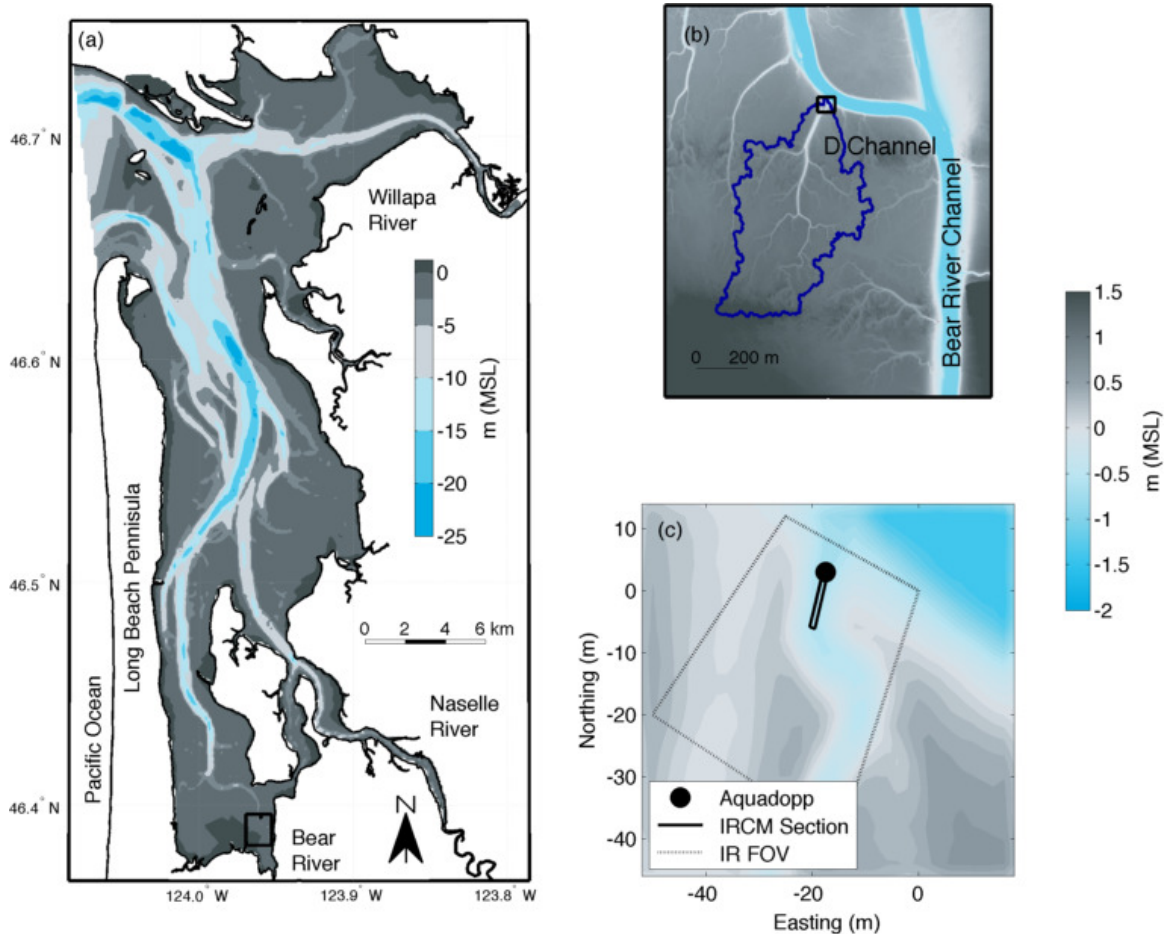 (a)
46.7° N
46.6° N
46.5° N
46.4° N
124.0° W
123.9° W
123.8° W
Willapa
River
0
-5
-10
-15
-20
-25
m (MSL)
Pacific Ocean
Long Beach Pennisula
0 2 4 6 km
Naselle
River
N
Bear
River
(b)
D Channel
Bear River Channel
0 200 m
1.5
1
0.5
0
-0.5
-1
-1.5
-2
m (MSL)
(c)
10
0
-10
-20
-30
-40
Northing (m)
Aquadopp
IRCM Section
IR FOV
-40 -20 0
Easting (m)